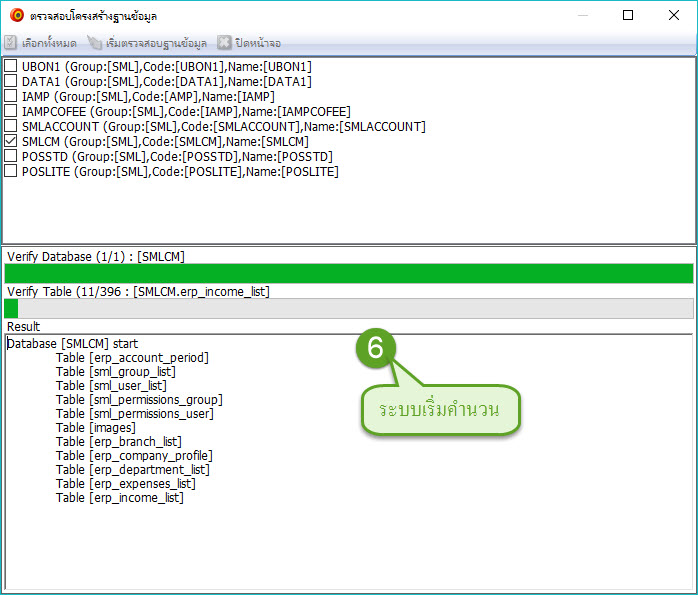 ตรวจสอบโครงสร้างฐานข้อมูล
เลือกทั้งหมด เริ่มตรวจสอบฐานข้อมูล ปิดหน้าจอ
UBON1 (Group:[SML],Code:[UBON1],Name:[UBON1]
DATA1 (Group:[SML],Code:[DATA1],Name:[DATA1]
IAMP (Group:[SML],Code:[AMP],Name:[IAMP]
IAMPCOFEE (Group:[SML],Code:[IAMP],Name:[IAMPCOFEE]
SMLACCOUNT (Group:[SML],Code:[SMLACCOUNT],Name:[SMLACCOUNT]
SMLCM (Group:[SML],Code:[SMLCM],Name:[SMLCM]
POSSTD (Group:[SML],Code:[POSSTD],Name:[POSSTD]
POSLITE (Group:[SML],Code:[POSLITE],Name:[POSLITE]
Verify Database (1/1) : [SMLCM]
Verify Table (11/396 : [SMLCM.erp_income_list]
Result
Database [SMLCM] start
Table [erp_account_period]
Table [sml_group_list]
Table [sml_user_list]
Table [sml_permissions_group]
Table [sml_permissions_user]
Table [images]
Table [erp_branch_list]
Table [erp_company_profile]
Table [erp_department_list]
Table [erp_expenses_list]
Table [erp_income_list]
6
ระบบเริ่มคำนวน